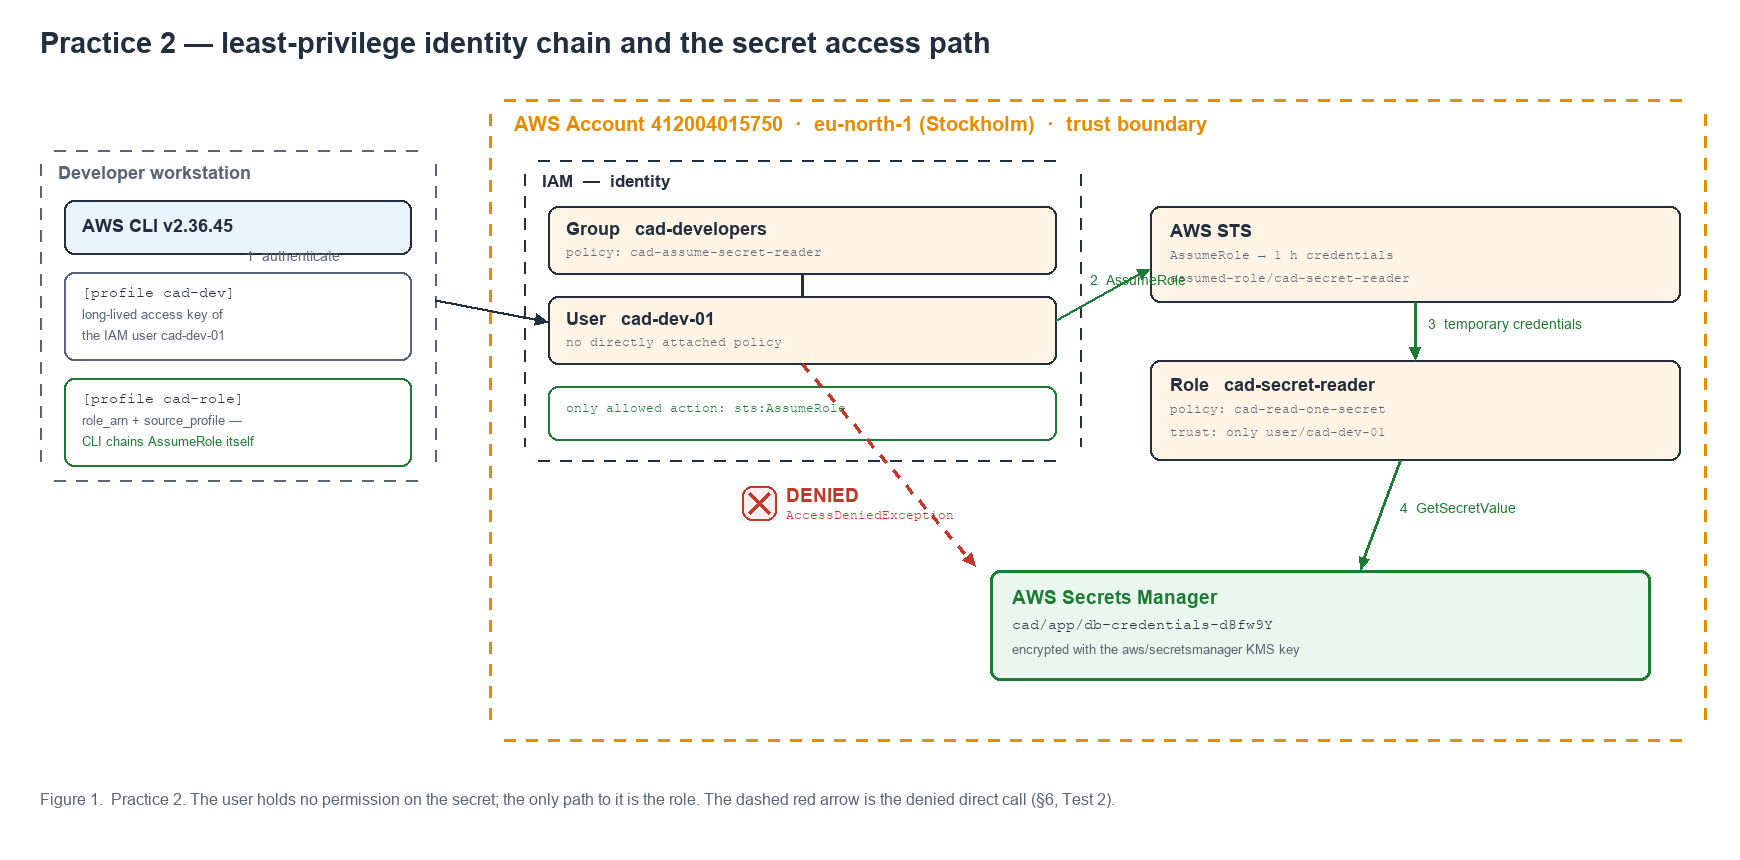 Practice 2 — least-privilege identity chain and the secret access path
AWS Account 412004015750 · eu-north-1 (Stockholm) · trust boundary
Developer workstation
AWS CLI v2.36.45
1 authenticate
[profile cad-dev]
long-lived access key of
the IAM user cad-dev-01
[profile cad-role]
role_arn + source_profile —
CLI chains AssumeRole itself
IAM — identity
Group cad-developers
policy: cad-assume-secret-reader
User cad-dev-01
no directly attached policy
only allowed action: sts:AssumeRole
2 AssumeRole
AWS STS
AssumeRole → 1 h credentials
assumed-role/cad-secret-reader
3 temporary credentials
Role cad-secret-reader
policy: cad-read-one-secret
trust: only user/cad-dev-01
DENIED
AccessDeniedException
4 GetSecretValue
AWS Secrets Manager
cad/app/db-credentials-d8fw9Y
encrypted with the aws/secretsmanager KMS key
Figure 1. Practice 2. The user holds no permission on the secret; the only path to it is the role. The dashed red arrow is the denied direct call (§6, Test 2).